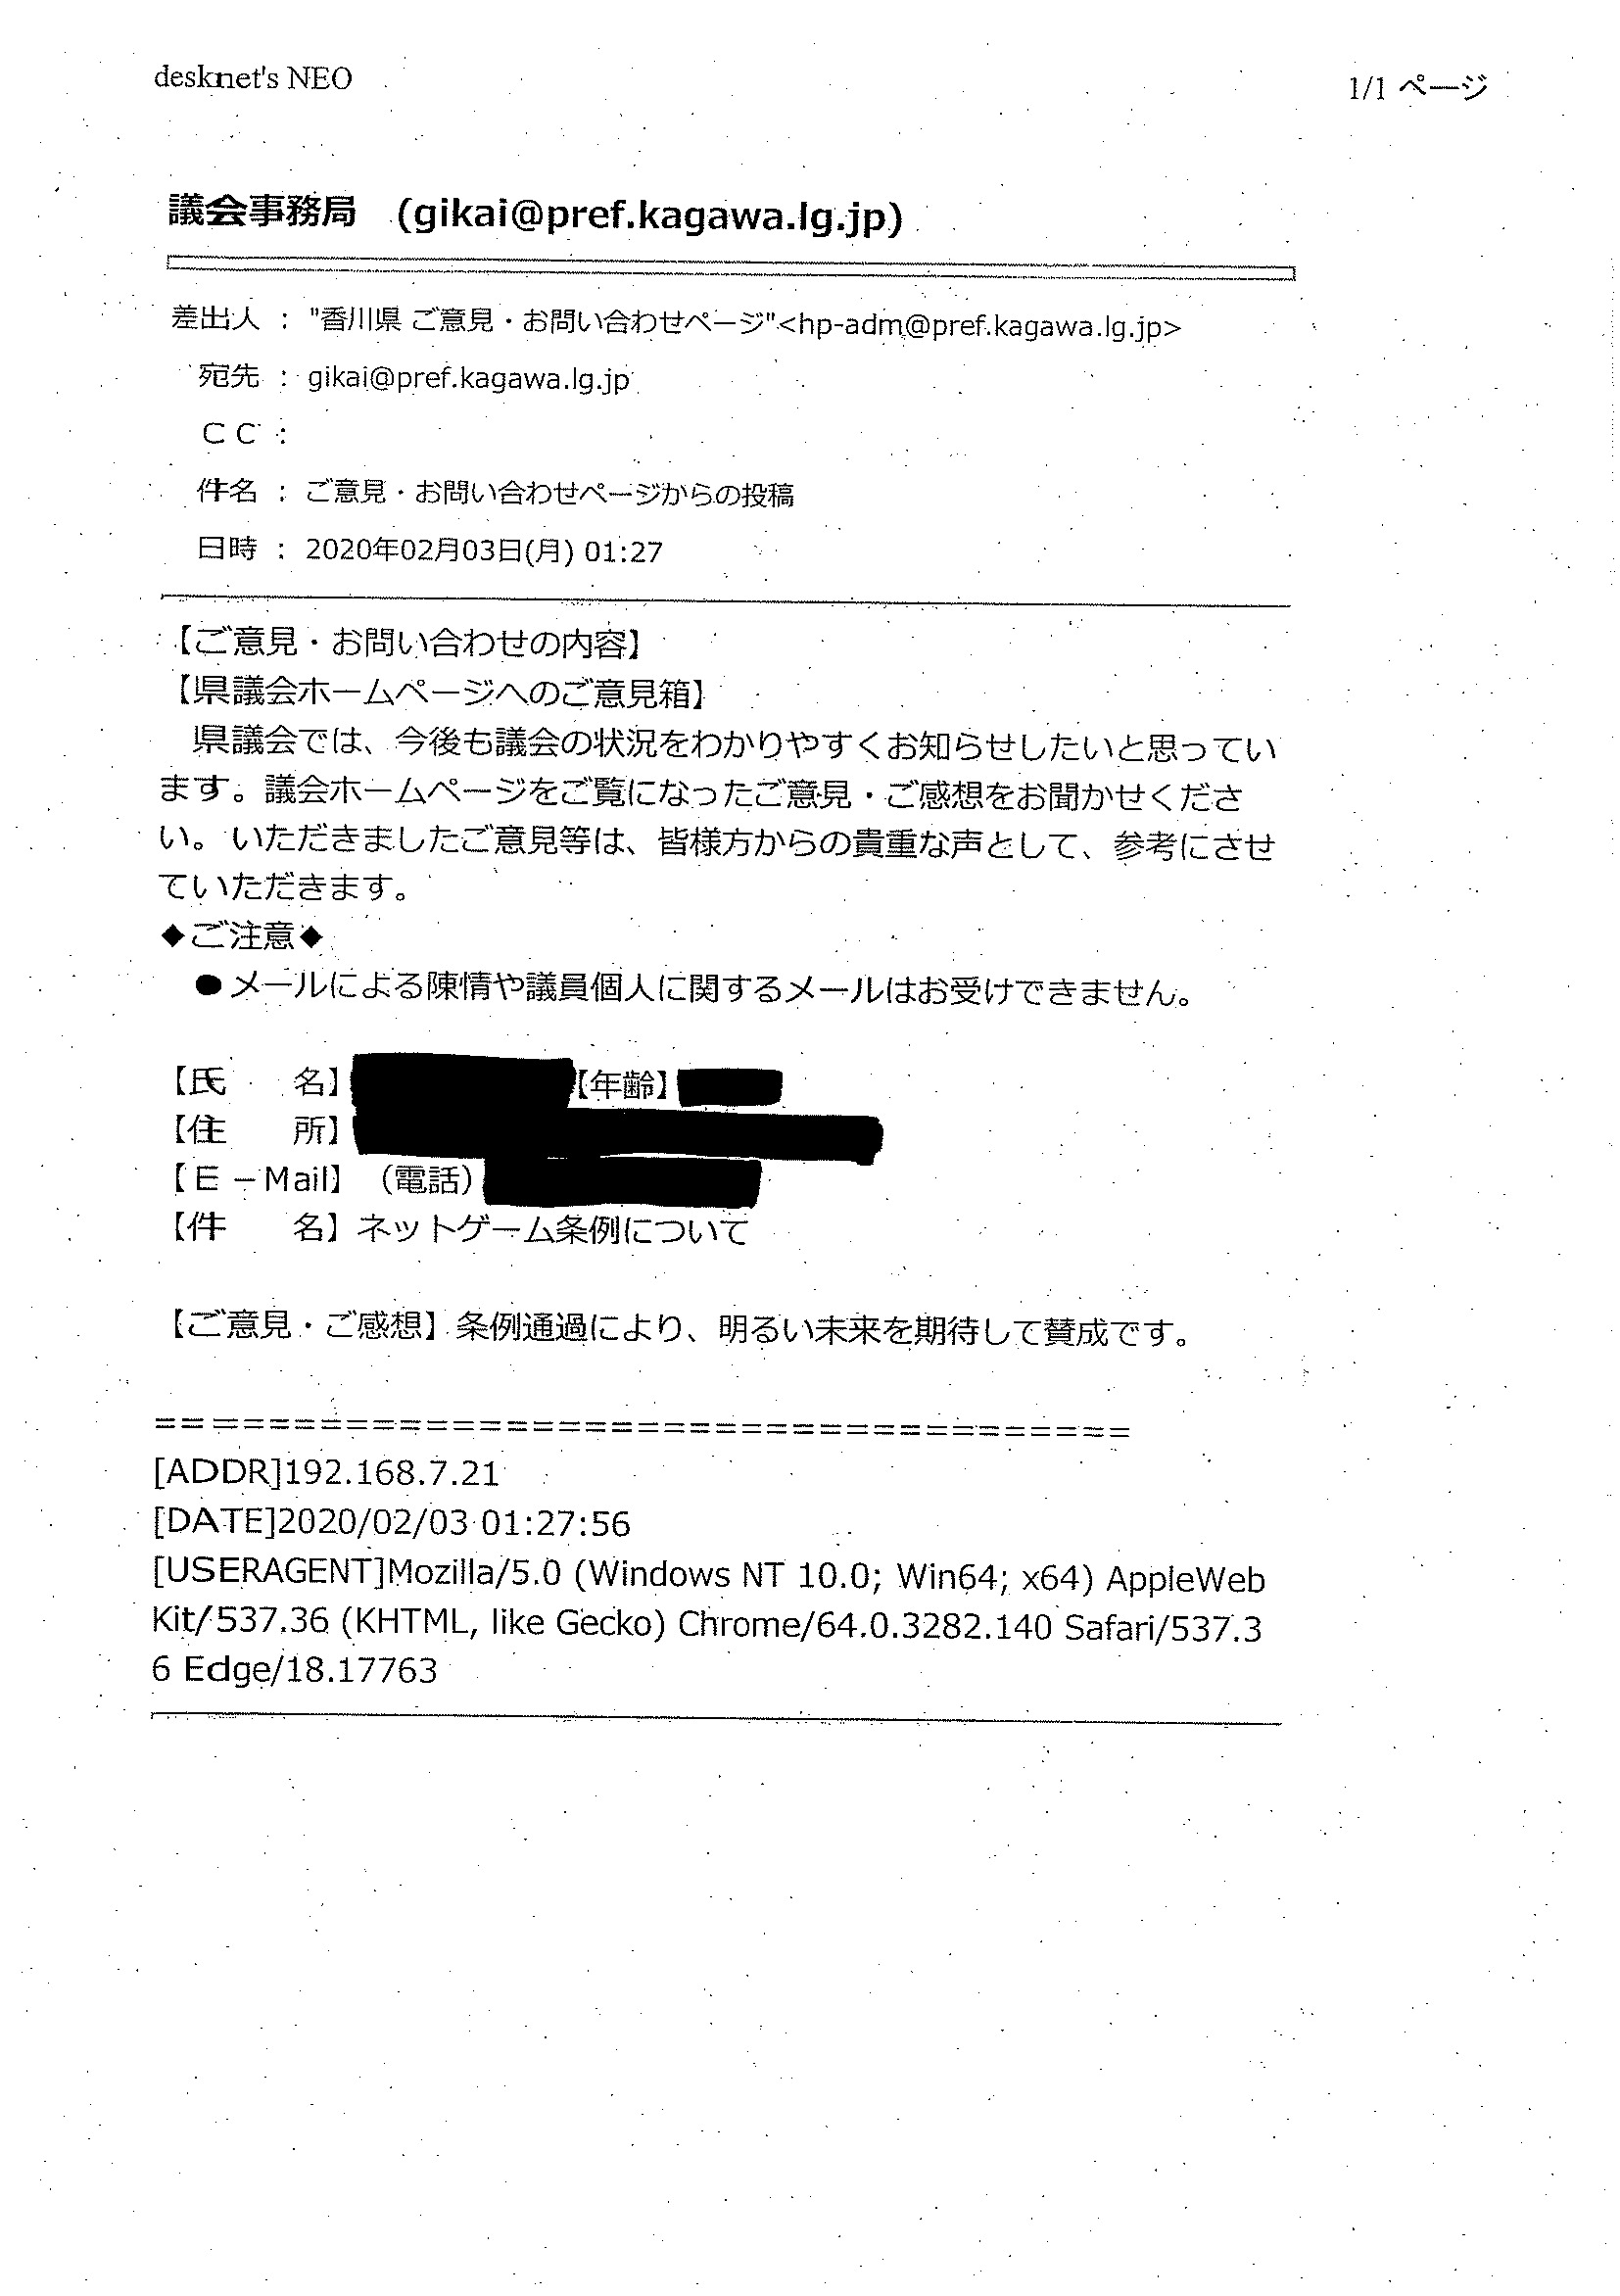 desknet's NEO
1/1 ページ
議会事務局 (gikai@pref.kagawa.lg.jp)
差出人 : "香川県 ご意見・お問い合わせページ"<hp-adm@pref.kagawa.lg.jp>
宛先 : gikai@pref.kagawa.lg.jp
ＣＣ :
件名 : ご意見・お問い合わせページからの投稿
日時 : 2020年02月03日(月) 01:27
【ご意見・お問い合わせの内容】
【県議会ホームページへのご意見箱】
　県議会では、今後も議会の状況をわかりやすくお知らせしたいと思ってい
ます。議会ホームページをご覧になったご意見・ご感想をお聞かせくださ
い。いただきましたご意見等は、皆様方からの貴重な声として、参考にさせ
ていただきます。
◆ご注意◆
　●メールによる陳情や議員個人に関するメールはお受けできません。
【氏　　名】 【年齢】
【住　　所】
【Ｅ－Mail】（電話）
【件　　名】ネットゲーム条例について
【ご意見・ご感想】条例通過により、明るい未来を期待して賛成です。
=====================================
[ADDR]192.168.7.21
[DATE]2020/02/03 01:27:56
[USERAGENT]Mozilla/5.0 (Windows NT 10.0; Win64; x64) AppleWeb
Kit/537.36 (KHTML, like Gecko) Chrome/64.0.3282.140 Safari/537.3
6 Edge/18.17763